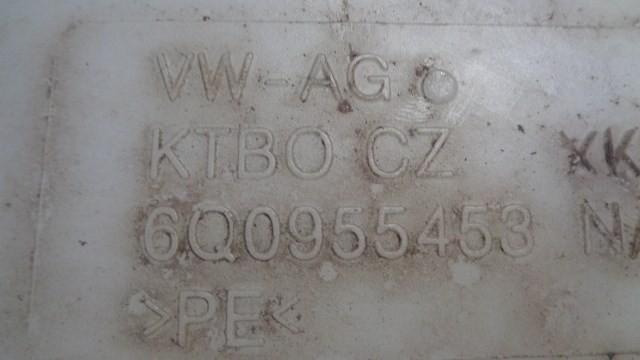 VW-AG
KTBO CZ
6Q0955453
>PE<